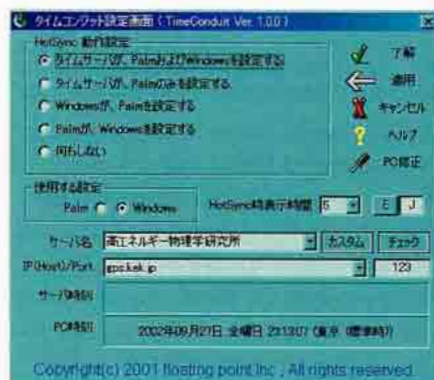 タイムコンジット設定画面 ( TimeConduit Ver. 1.0.0 )
HotSync 動作設定
タイムサーバが、PalmおよびWindowsを設定する
タイムサーバが、Palmのみを設定する
Windowsが、Palmを設定する
Palmが、Windowsを設定する
何もしない
了解
適用
キャンセル
ヘルプ
PC修正
使用する設定
Palm Windows
HotSync時表示時間 5 E J
サーバ名 高エネルギー物理学研究所 カスタム チェック
IP(Host)/Port gps.kek.jp 123
サーバ時刻
PC時刻 2002年09月27日 金曜日 23:13:07 (東京 (標準時))
Copyright(c) 2001 floating point Inc., All rights reserved